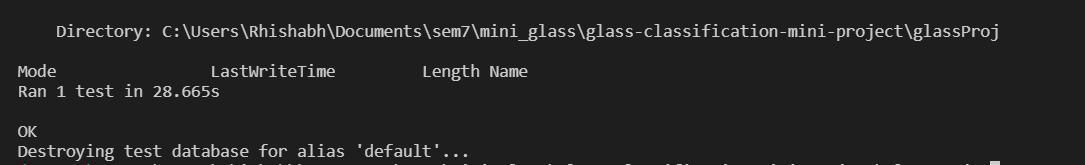 Directory: C:\Users\Rhishabh\Documents\sem7\mini_glass\glass-classification-mini-project\glassProj
Mode LastWriteTime Length Name
Ran 1 test in 28.665s
OK
Destroying test database for alias 'default'...